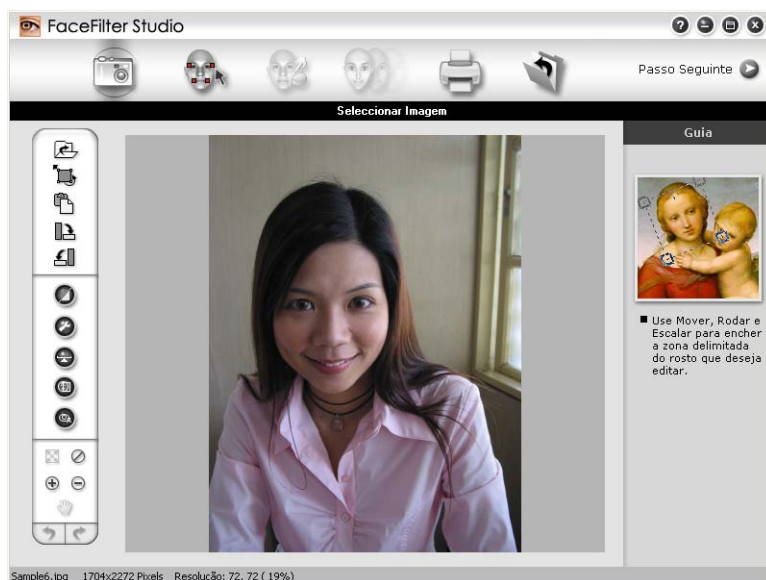 FaceFilter Studio
Passo Seguinte
Seleccionar Imagem
Guia
Use Mover, Rodar e
Escalar para encher
a zona delimitada
do rosto que deseja
editar.
Sample6.jpg 1704x2272 Pixels Resolução: 72, 72 ( 19%)